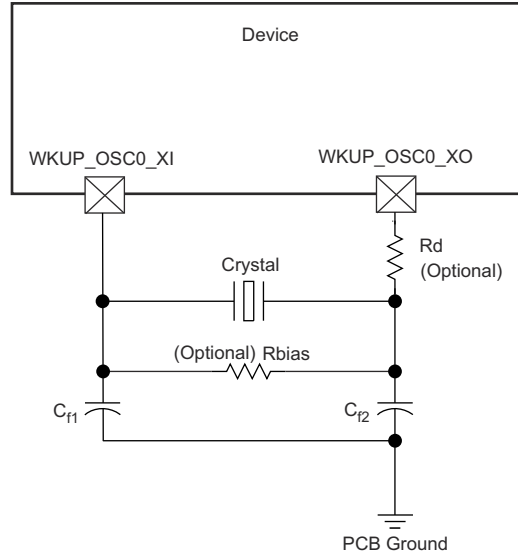 Device
WKUP_OSC0_XI
WKUP_OSC0_XO
Rd
(Optional)
Crystal
(Optional) Rbias
Cf1
Cf2
PCB Ground